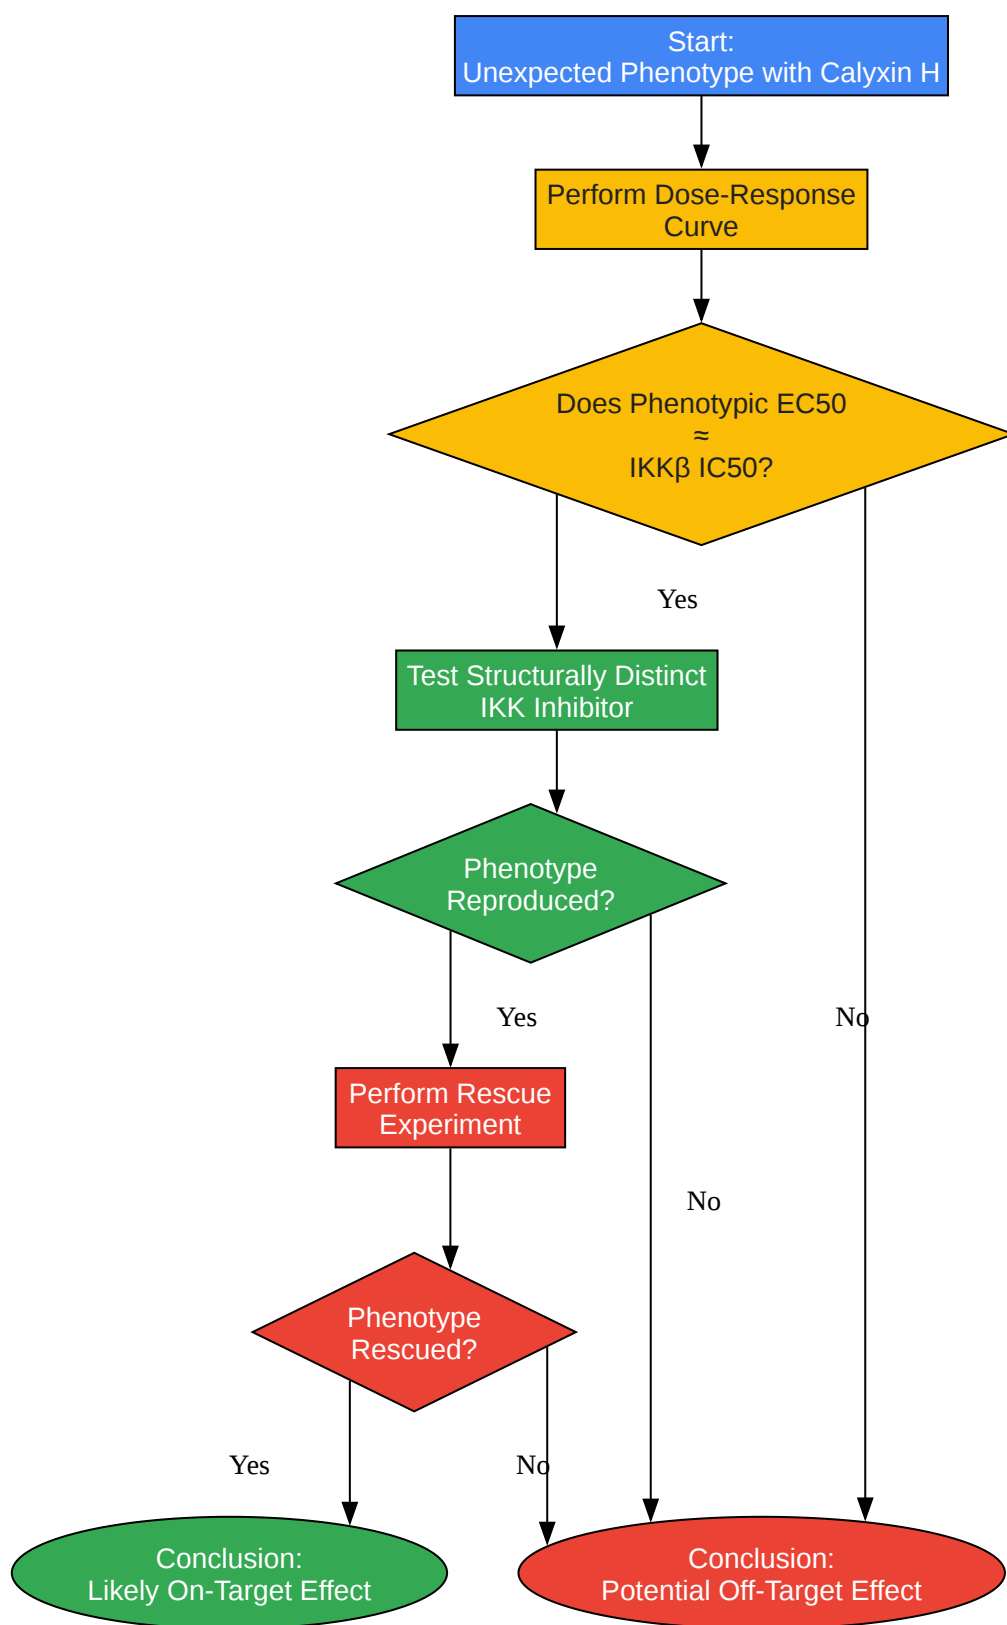 Start:
Unexpected Phenotype with Calyxin H
Perform Dose-Response
Curve
Does Phenotypic EC50
≈
IKKβ IC50?
Yes
Test Structurally Distinct
IKK Inhibitor
Phenotype
Reproduced?
Yes
No
Perform Rescue
Experiment
No
Phenotype
Rescued?
Yes
No
Conclusion:
Likely On-Target Effect
Conclusion:
Potential Off-Target Effect